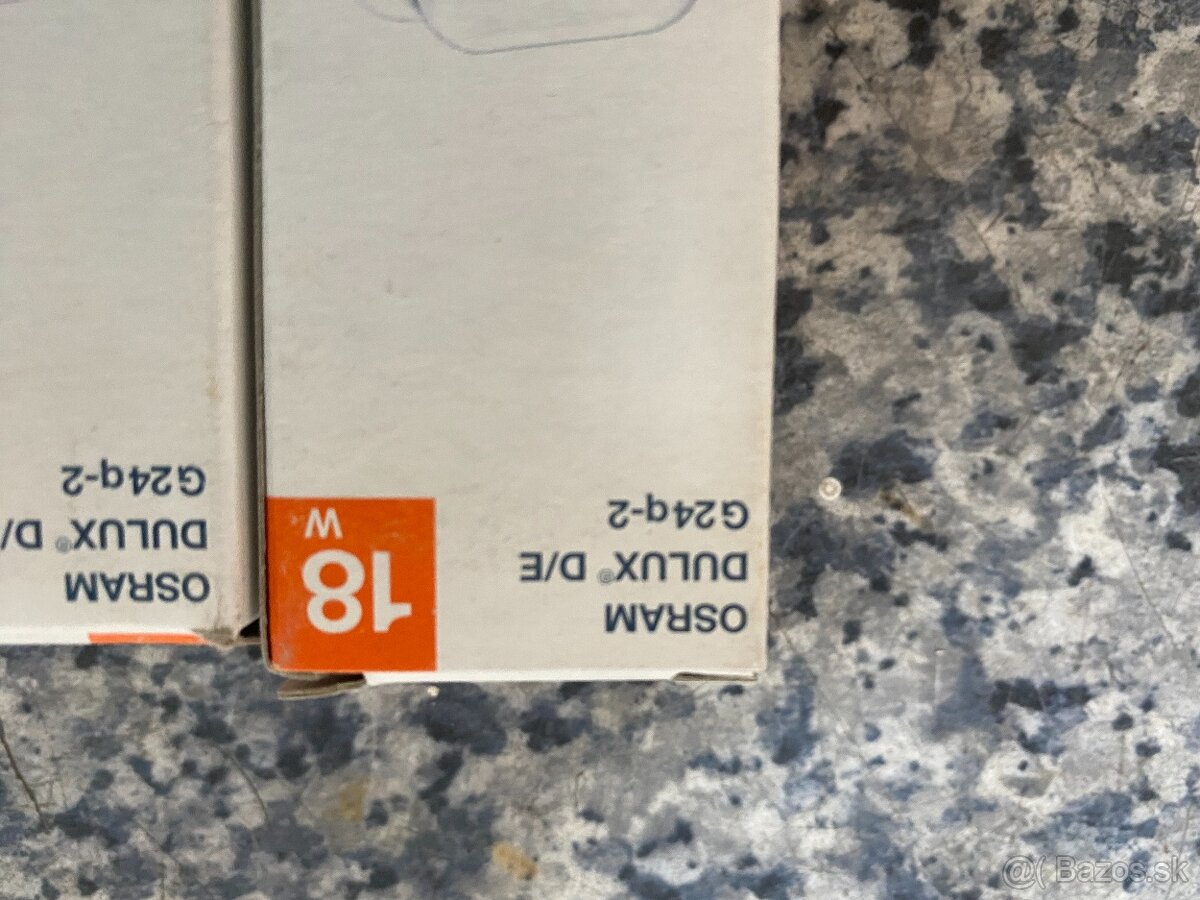 OSRAM
DULUX® D/
G24q-2
OSRAM
DULUX® D/E
G24q-2
18
W
@( Bazos.sk